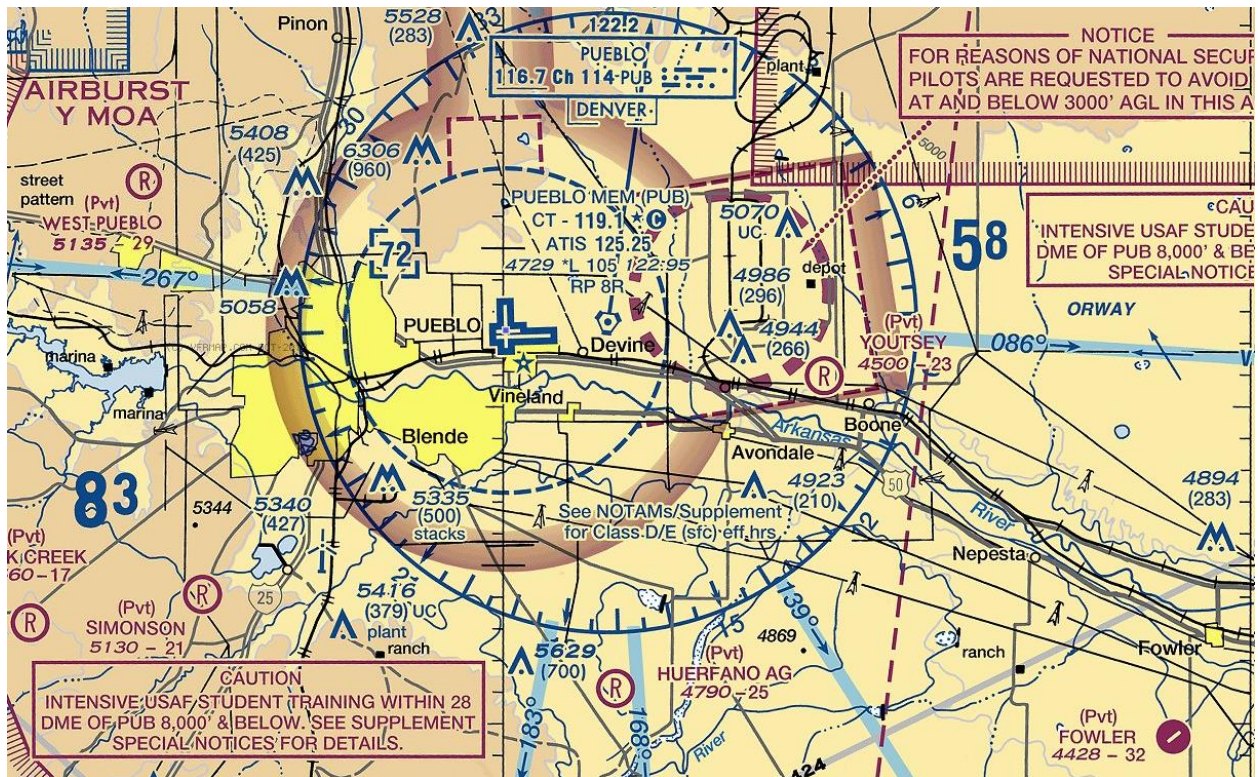 Pinon
5528
(283)
33
122.2
PUEBLO
116.7 Ch 114 PUB
DENVER
plant
NOTICE
FOR REASONS OF NATIONAL SECUR
PILOTS ARE REQUESTED TO AVOID
AT AND BELOW 3000' AGL IN THIS A
AIRBURST
Y MOA
5408
(425)
30
6306
(960)
5000
street
pattern
R
(Pvt)
WEST PUEBLO
5135 - 29
PUEBLO MEM (PUB)
CT - 119.1 ★ C
ATIS 125.25
4729 *L 105 122.95
RP 8R
5070
UC
6
58
CAU
INTENSIVE USAF STUDE
DME OF PUB 8,000' & BE
SPECIAL NOTIC
72
4986
(296)
depot
267°
5058
PUEBLO
Devine
4944
(266)
ORWAY
(Pvt)
YOUTSEY
4500 - 23
R
086°
V
marina
marina
Vineland
Blende
Boone
Arkansas
Avondale
83
5344
5340
(427)
5335
(500)
stacks
4923
(210)
50
River
4894
(283)
See NOTAMs/Supplement
for Class D/E (sfc) eff hrs
12
Nepesta
(Pvt)
K CREEK
60 - 17
R
R
25
(Pvt)
SIMONSON
5130 - 21
5416
(379) UC
plant
ranch
139°
15
4869
ranch
Fowler
5629
(700)
R
(Pvt)
HUERFANO AG
4790 - 25
CAUTION
INTENSIVE USAF STUDENT TRAINING WITHIN 28
DME OF PUB 8,000' & BELOW. SEE SUPPLEMENT
SPECIAL NOTICES FOR DETAILS.
183°
168°
River
424
(Pvt)
FOWLER
4428 - 32